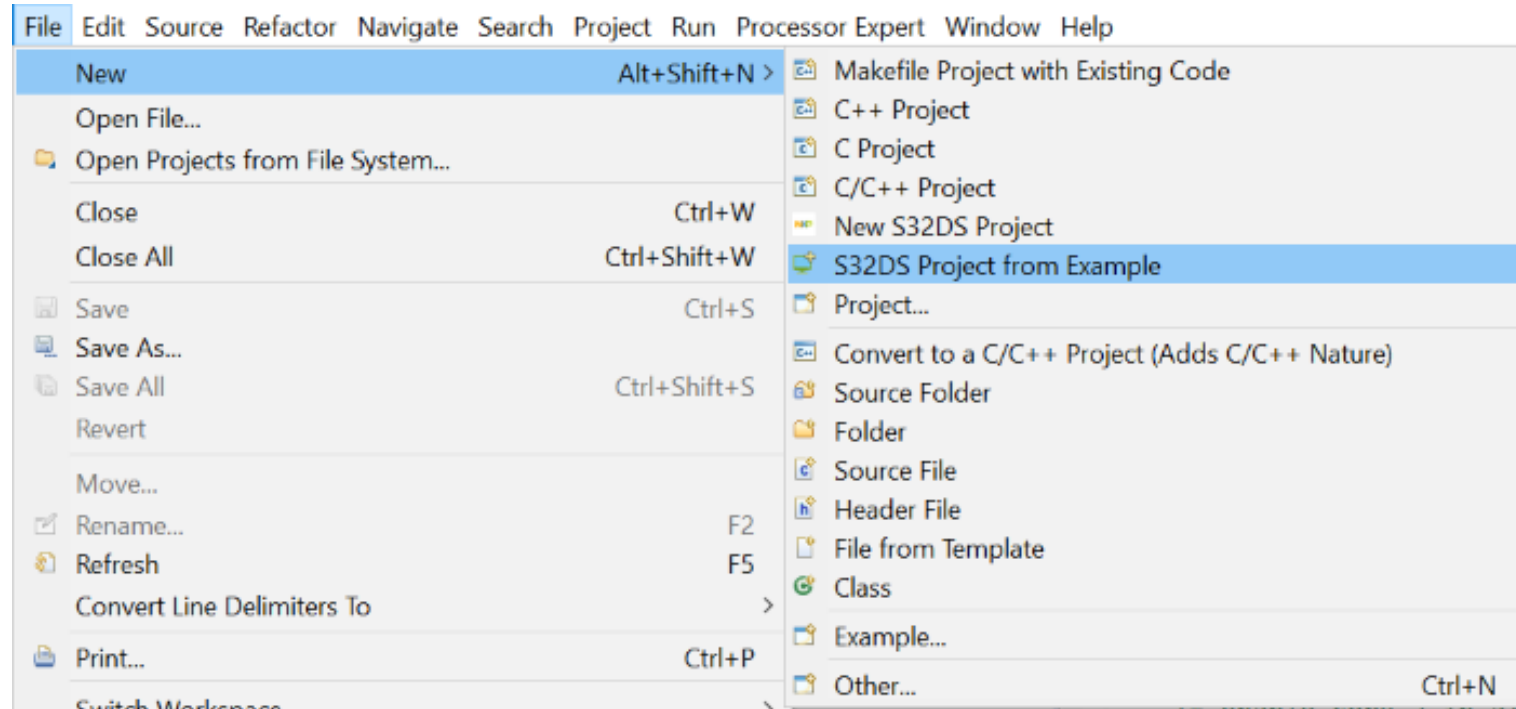 File Edit Source Refactor Navigate Search Project Run Processor Expert Window Help
New Alt+Shift+N >
Open File...
Open Projects from File System...
Close Ctrl+W
Close All Ctrl+Shift+W
Save Ctrl+S
Save As...
Save All Ctrl+Shift+S
Revert
Move...
Rename... F2
Refresh F5
Convert Line Delimiters To >
Print... Ctrl+P
Switch Workspace >
Makefile Project with Existing Code
C++ Project
C Project
C/C++ Project
New S32DS Project
S32DS Project from Example
Project...
Convert to a C/C++ Project (Adds C/C++ Nature)
Source Folder
Folder
Source File
Header File
File from Template
Class
Example...
Other... Ctrl+N